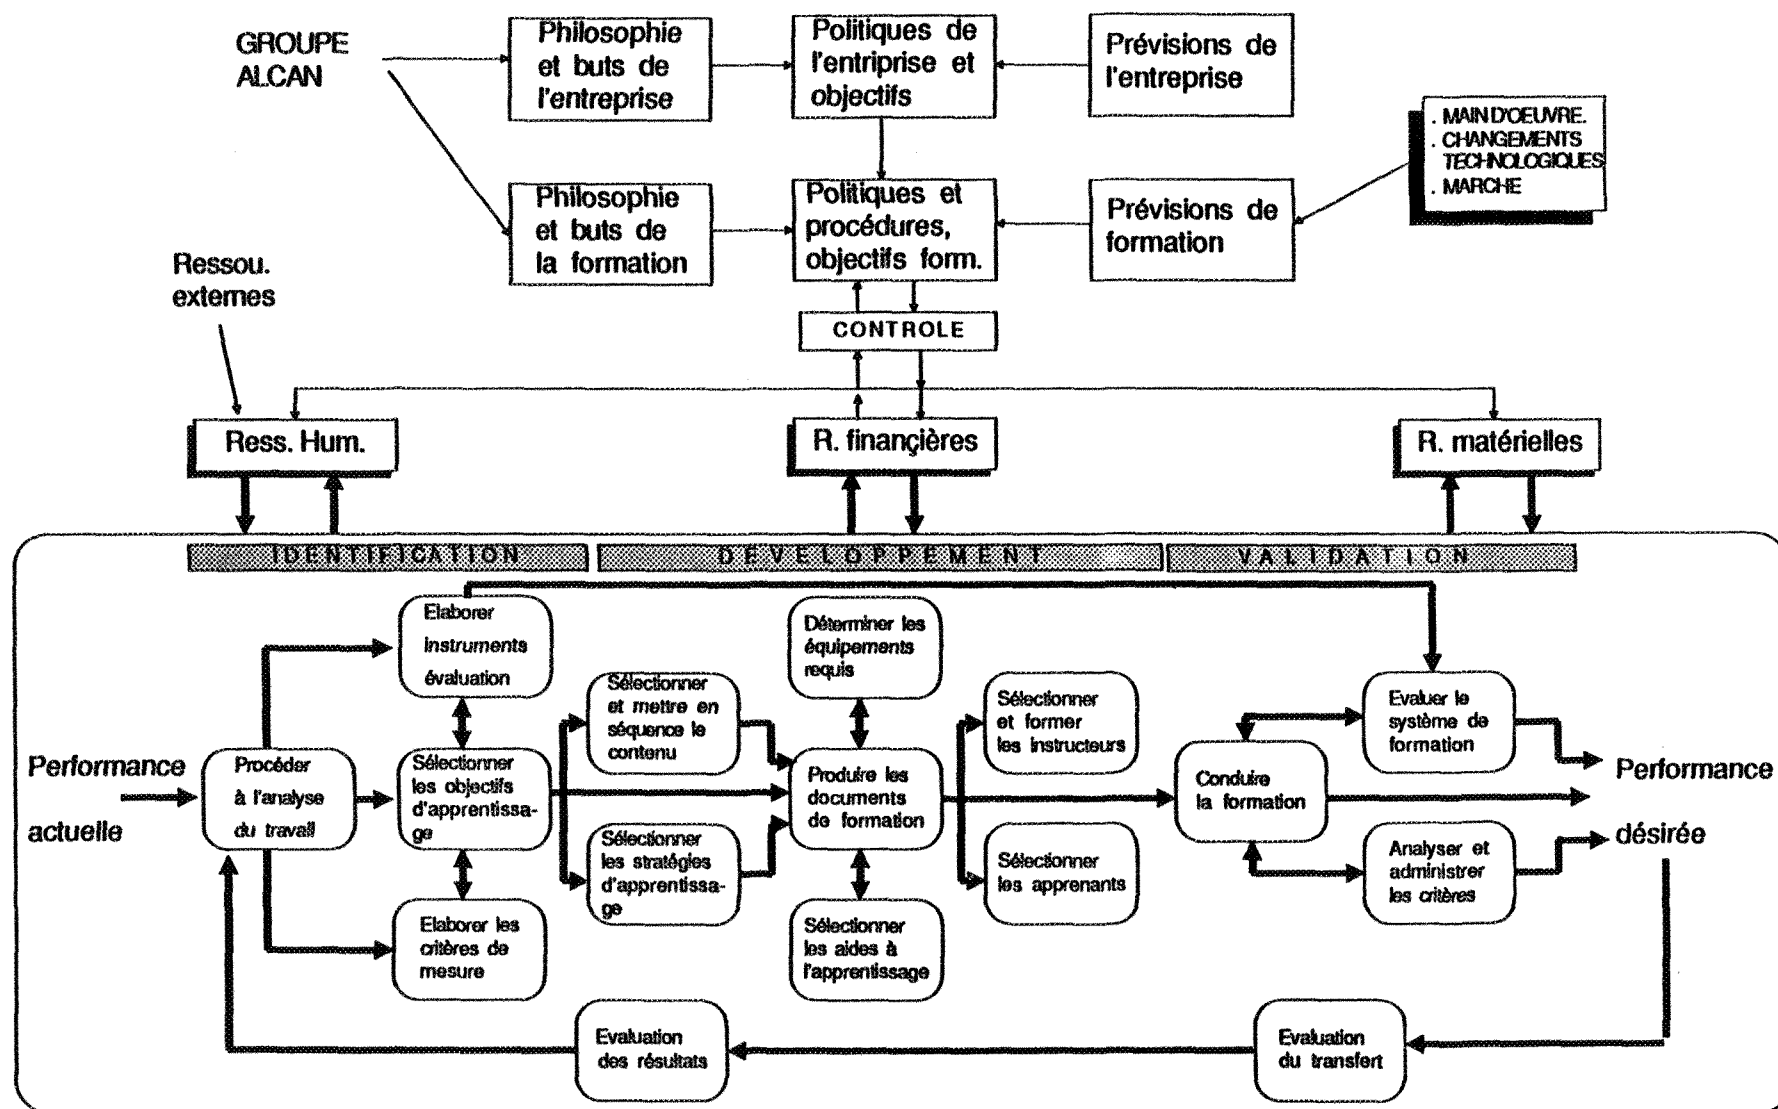 GROUPE
ALCAN
Philosophie
et buts de
l'entreprise
Politiques de
l'entriprise et
objectifs
Prévisions de
l'entreprise
. MAIN D'OEUVRE.
. CHANGEMENTS
TECHNOLOGIQUES
. MARCHE
Philosophie
et buts de
la formation
Politiques et
procédures,
objectifs form.
Prévisions de
formation
Ressou.
externes
CONTROLE
Ress. Hum.
R. finançières
R. matérielles
IDENTIFICATION
DEVELOPPEMENT
VALIDATION
Elaborer
instruments
évaluation
Déterminer les
équipements
requis
Sélectionner
et mettre en
séquence le
contenu
Sélectionner
et former
les instructeurs
Evaluer le
système de
formation
Performance
actuelle
Procéder
à l'analyse
du travail
Sélectionner
les objectifs
d'apprentissa-
ge
Produire les
documents
de formation
Conduire
la formation
Performance
désirée
Sélectionner
les stratégies
d'apprentissa-
ge
Sélectionner
les apprenants
Analyser et
administrer
les critères
Elaborer les
critères de
mesure
Sélectionner
les aides à
l'apprentissage
Evaluation
des résultats
Evaluation
du transfert